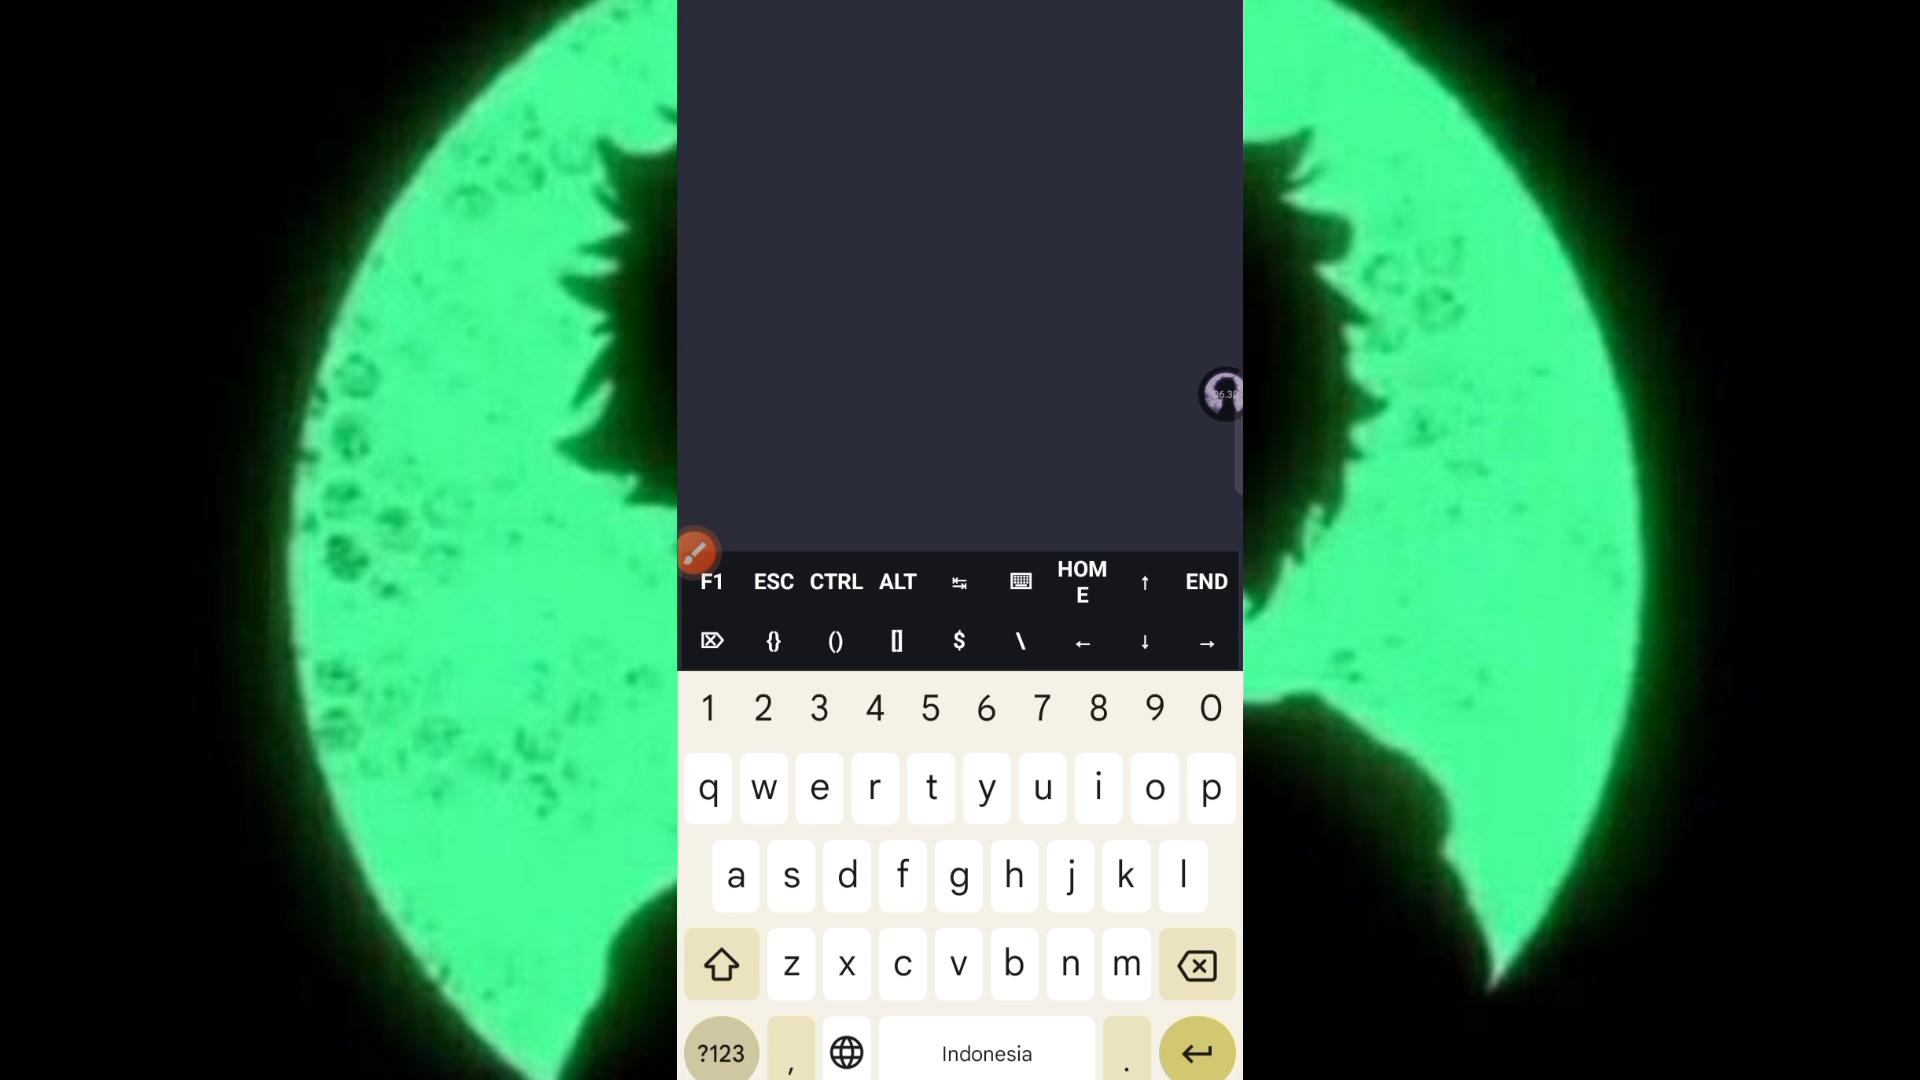 F1 ESC CTRL ALT ↹ HOM ↑ END
E
{} () [] $ \ ← ↓ →
1 2 3 4 5 6 7 8 9 0
q w e r t y u i o p
a s d f g h j k l
z x c v b n m
?123 , Indonesia .